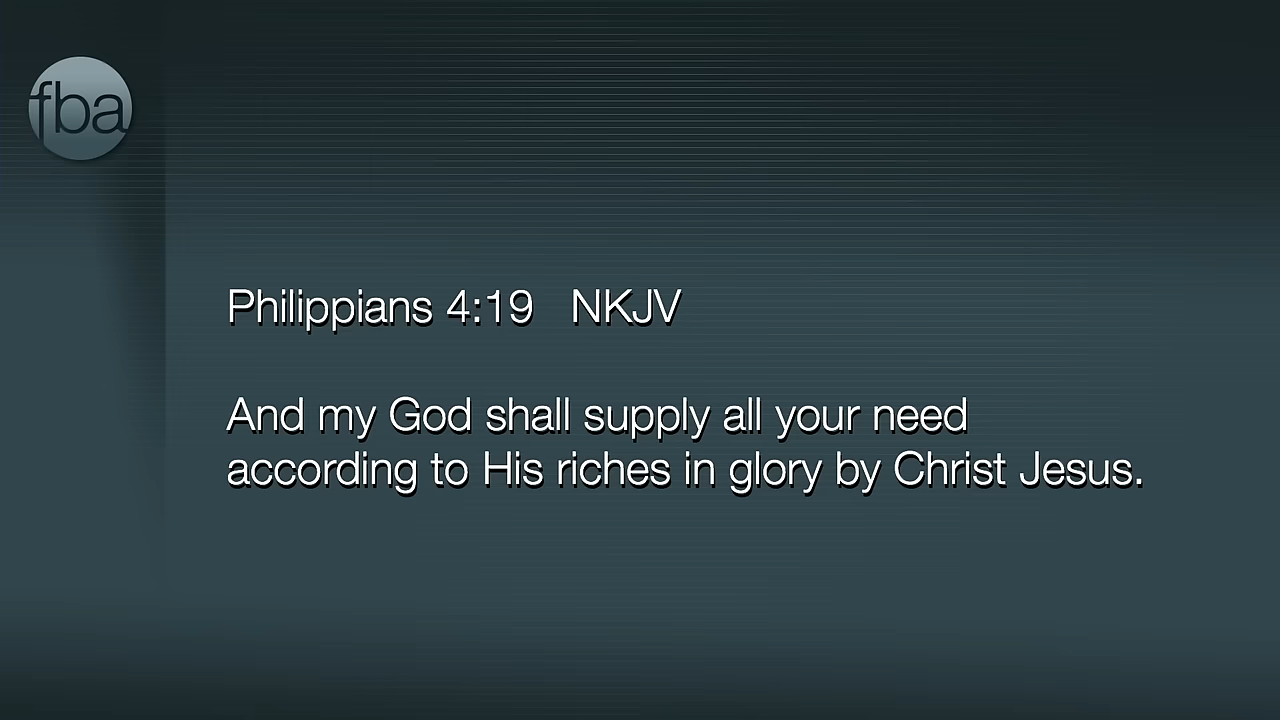 fba
Philippians 4:19 NKJV
And my God shall supply all your need
according to His riches in glory by Christ Jesus.